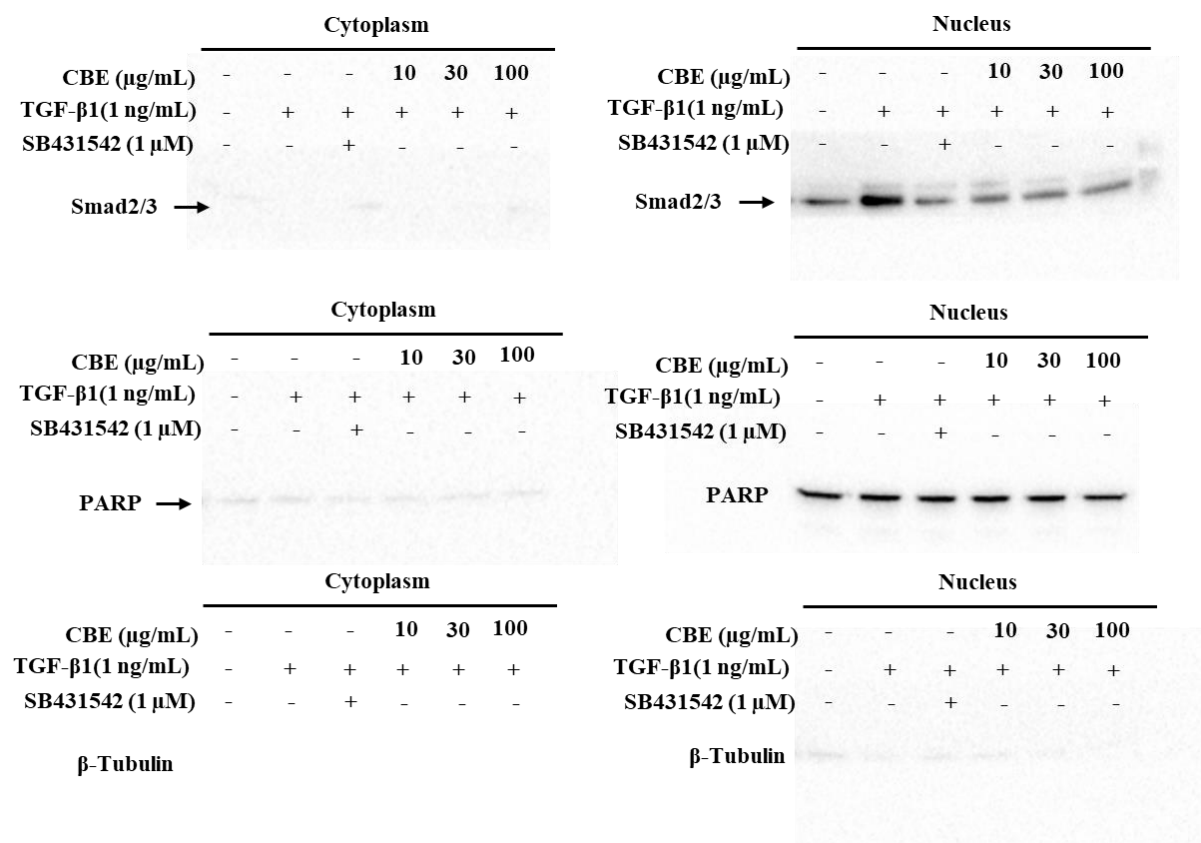 Cytoplasm
CBE (μg/mL) - - - 10 30 100
TGF-β1(1 ng/mL) - + + + + +
SB431542 (1 μM) - - + - - -
Smad2/3
Nucleus
CBE (μg/mL) - - - 10 30 100
TGF-β1(1 ng/mL) - + + + + +
SB431542 (1 μM) - - + - - -
Smad2/3
Cytoplasm
CBE (μg/mL) - - - 10 30 100
TGF-β1(1 ng/mL) - + + + + +
SB431542 (1 μM) - - + - - -
PARP
Nucleus
CBE (μg/mL) - - - 10 30 100
TGF-β1(1 ng/mL) - + + + + +
SB431542 (1 μM) - - + - - -
PARP
Cytoplasm
CBE (μg/mL) - - - 10 30 100
TGF-β1(1 ng/mL) - + + + + +
SB431542 (1 μM) - - + - - -
β-Tubulin
Nucleus
CBE (μg/mL) - - - 10 30 100
TGF-β1(1 ng/mL) - + + + + +
SB431542 (1 μM) - - + - - -
β-Tubulin